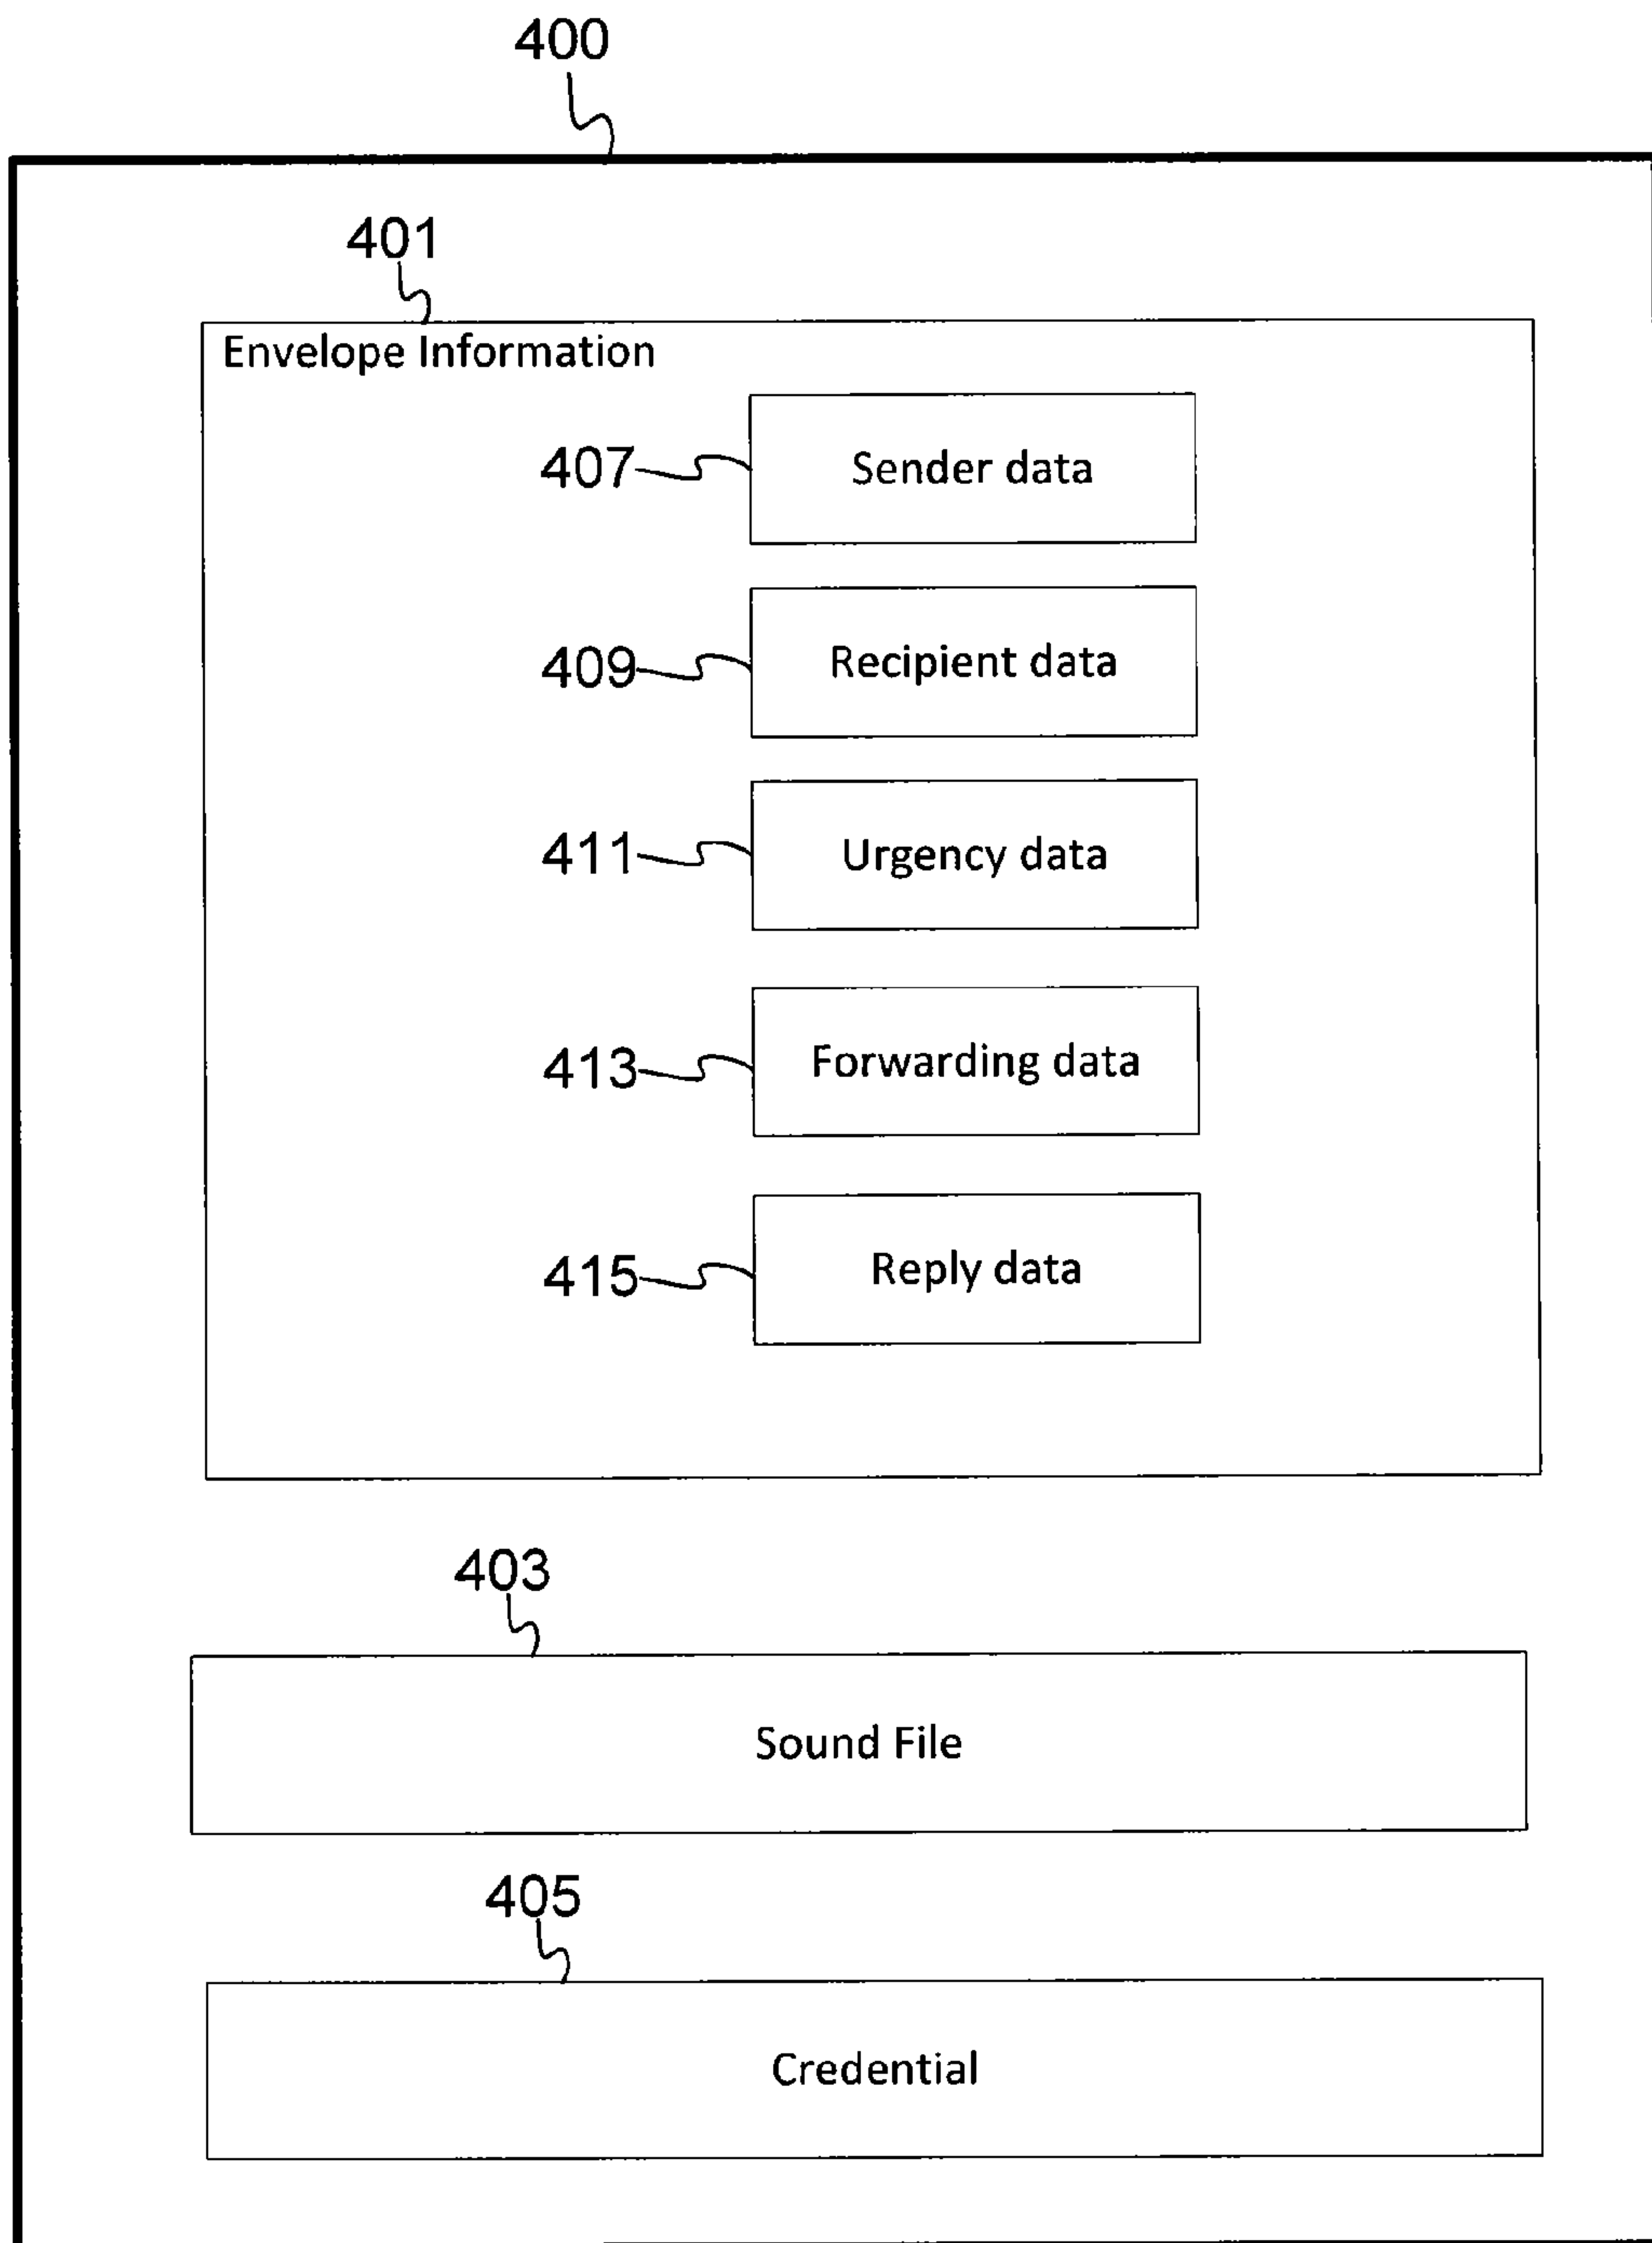 400
401
Envelope Information
407 Sender data
409 Recipient data
411 Urgency data
413 Forwarding data
415 Reply data
403
Sound File
405
Credential